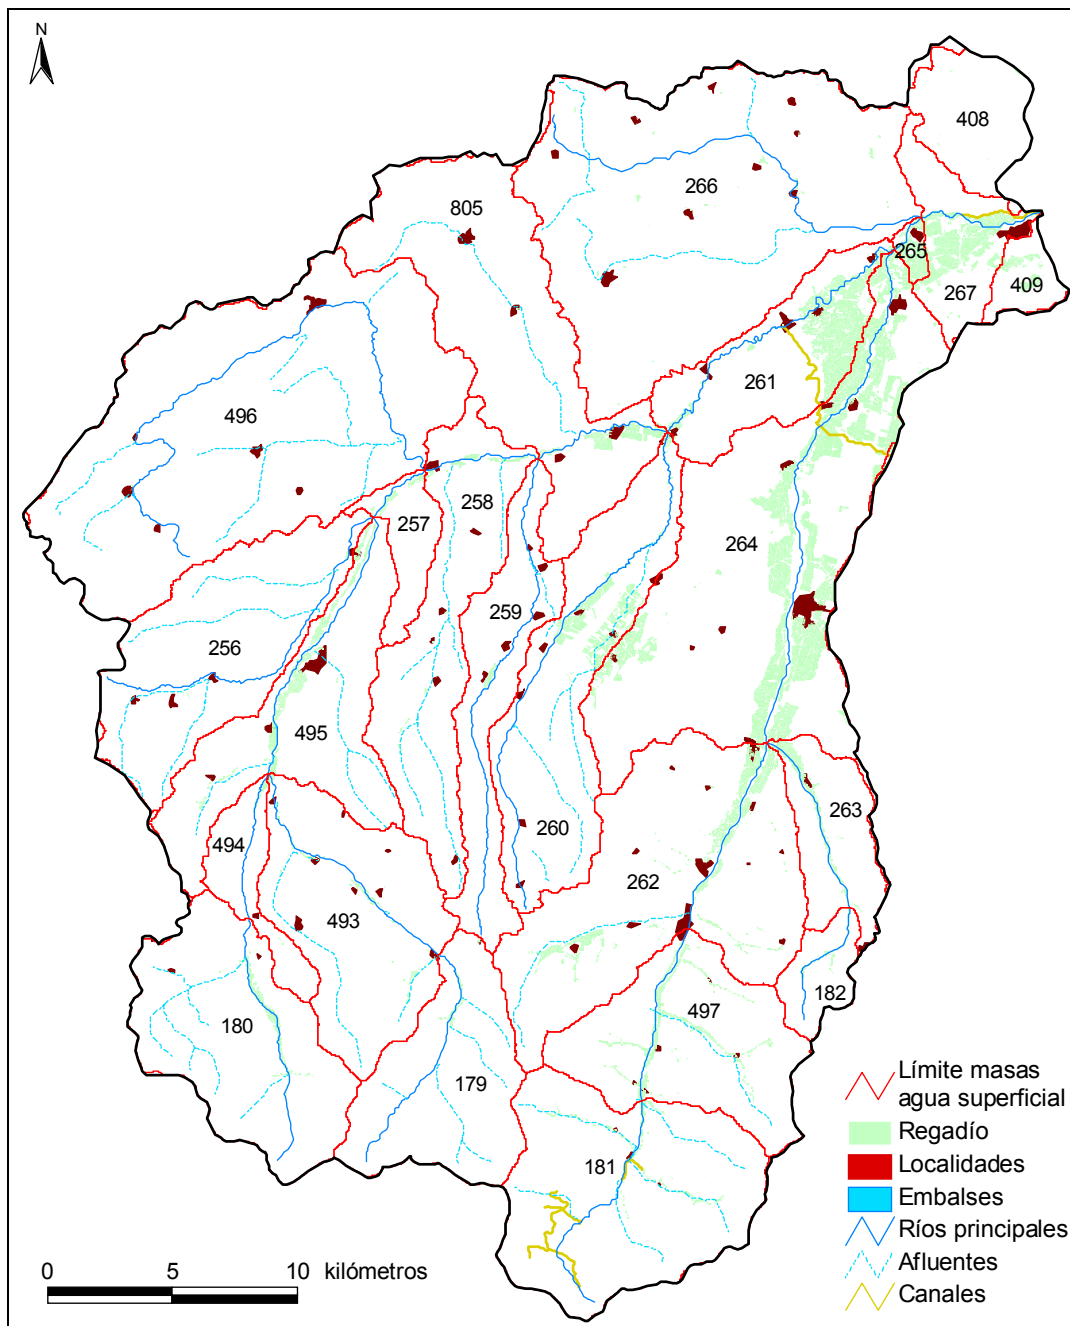 N
408
805
266
265
267
409
261
496
258
257
264
259
256
495
263
494
260
262
493
182
497
180
179
181
Límite masas
agua superficial
Regadío
Localidades
Embalses
Ríos principales
Afluentes
Canales
0 5 10 kilómetros